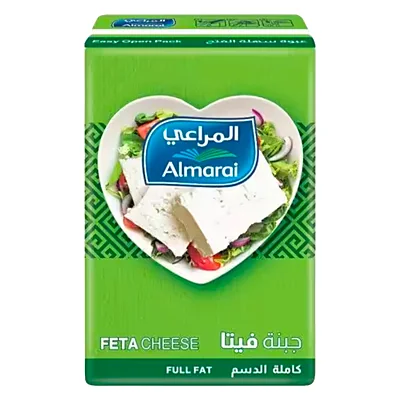 Easy Open Pack
عبوة سهلة الفتح
المراعي
Almarai
FETA CHEESE
جبنة فيتا
FULL FAT
كاملة الدسم